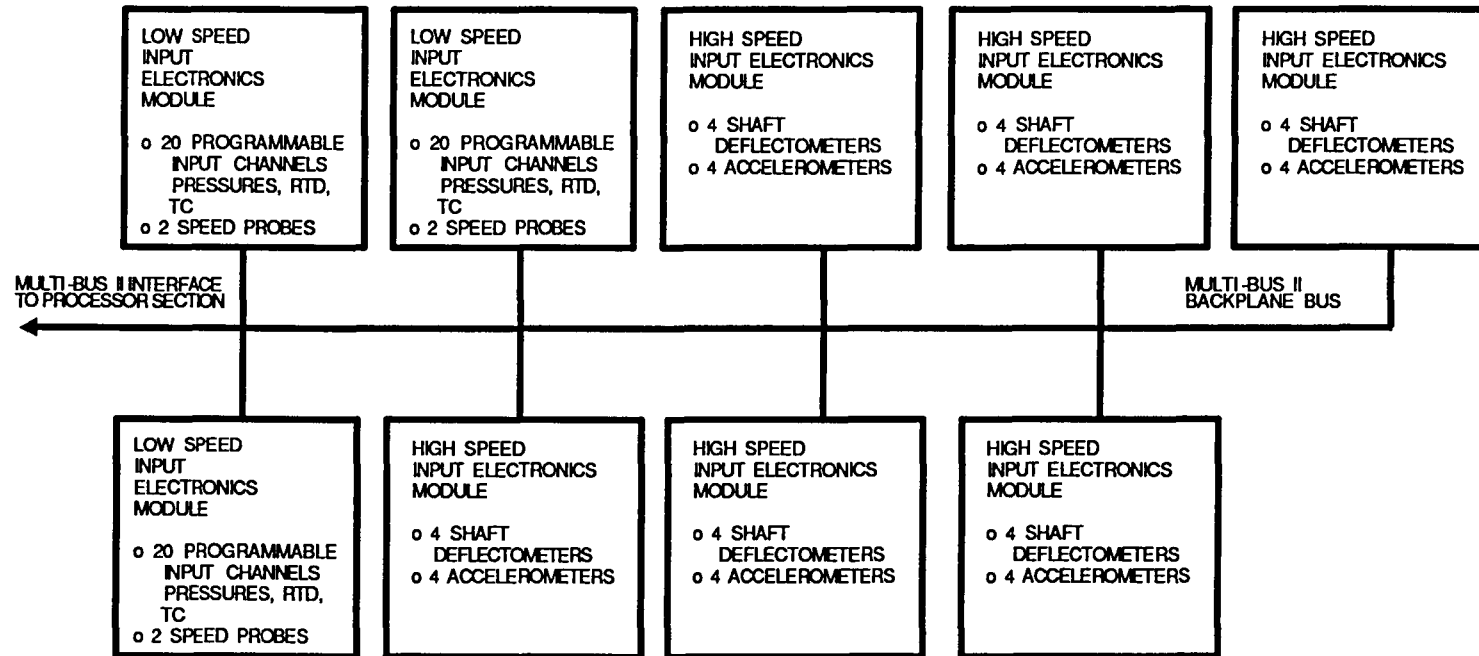 LOW SPEED
INPUT
ELECTRONICS
MODULE
o 20 PROGRAMMABLE
INPUT CHANNELS
PRESSURES, RTD,
TC
o 2 SPEED PROBES
LOW SPEED
INPUT
ELECTRONICS
MODULE
o 20 PROGRAMMABLE
INPUT CHANNELS
PRESSURES, RTD,
TC
o 2 SPEED PROBES
HIGH SPEED
INPUT ELECTRONICS
MODULE
o 4 SHAFT
DEFLECTOMETERS
o 4 ACCELEROMETERS
HIGH SPEED
INPUT ELECTRONICS
MODULE
o 4 SHAFT
DEFLECTOMETERS
o 4 ACCELEROMETERS
HIGH SPEED
INPUT ELECTRONICS
MODULE
o 4 SHAFT
DEFLECTOMETERS
o 4 ACCELEROMETERS
MULTI-BUS II INTERFACE
TO PROCESSOR SECTION
MULTI-BUS II
BACKPLANE BUS
LOW SPEED
INPUT
ELECTRONICS
MODULE
o 20 PROGRAMMABLE
INPUT CHANNELS
PRESSURES, RTD,
TC
o 2 SPEED PROBES
HIGH SPEED
INPUT ELECTRONICS
MODULE
o 4 SHAFT
DEFLECTOMETERS
o 4 ACCELEROMETERS
HIGH SPEED
INPUT ELECTRONICS
MODULE
o 4 SHAFT
DEFLECTOMETERS
o 4 ACCELEROMETERS
HIGH SPEED
INPUT ELECTRONICS
MODULE
o 4 SHAFT
DEFLECTOMETERS
o 4 ACCELEROMETERS